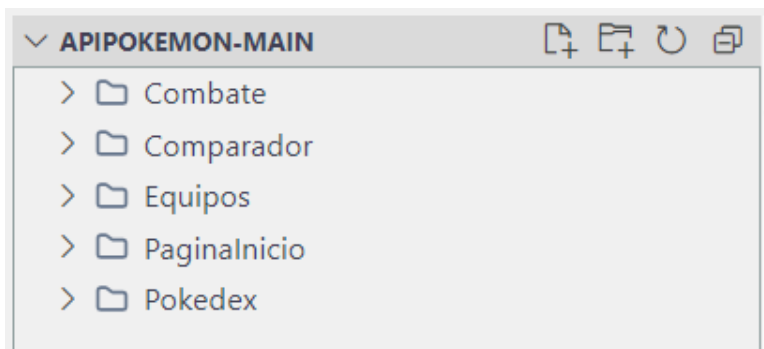 APIPOKEMON-MAIN
Combate
Comparador
Equipos
PaginaInicio
Pokedex